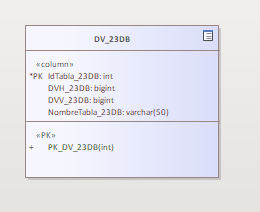 DV_23DB
«column»
*PK IdTabla_23DB: int
DVH_23DB: bigint
DVV_23DB: bigint
NombreTabla_23DB: varchar(50)
«PK»
+ PK_DV_23DB(int)